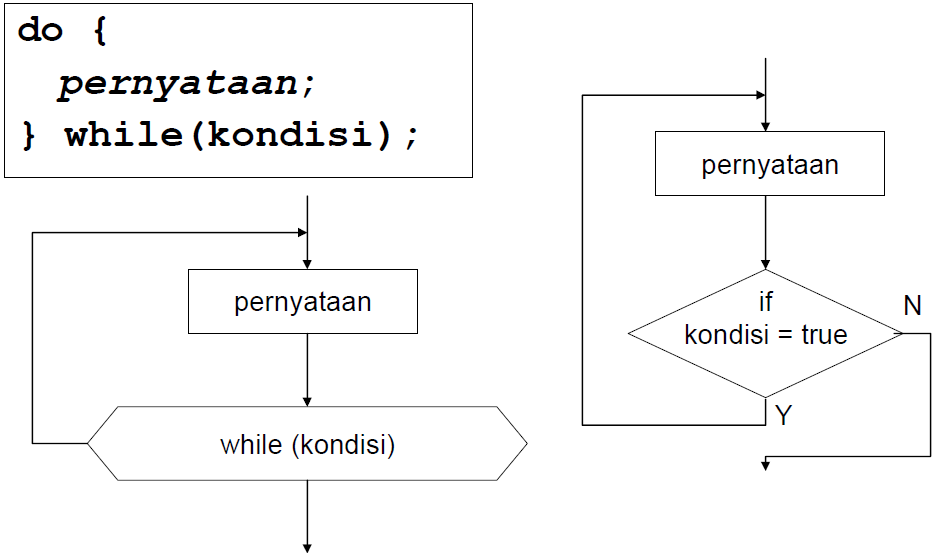 do {
pernyataan;
} while(kondisi);
pernyataan
while (kondisi)
pernyataan
if
kondisi = true
N
Y